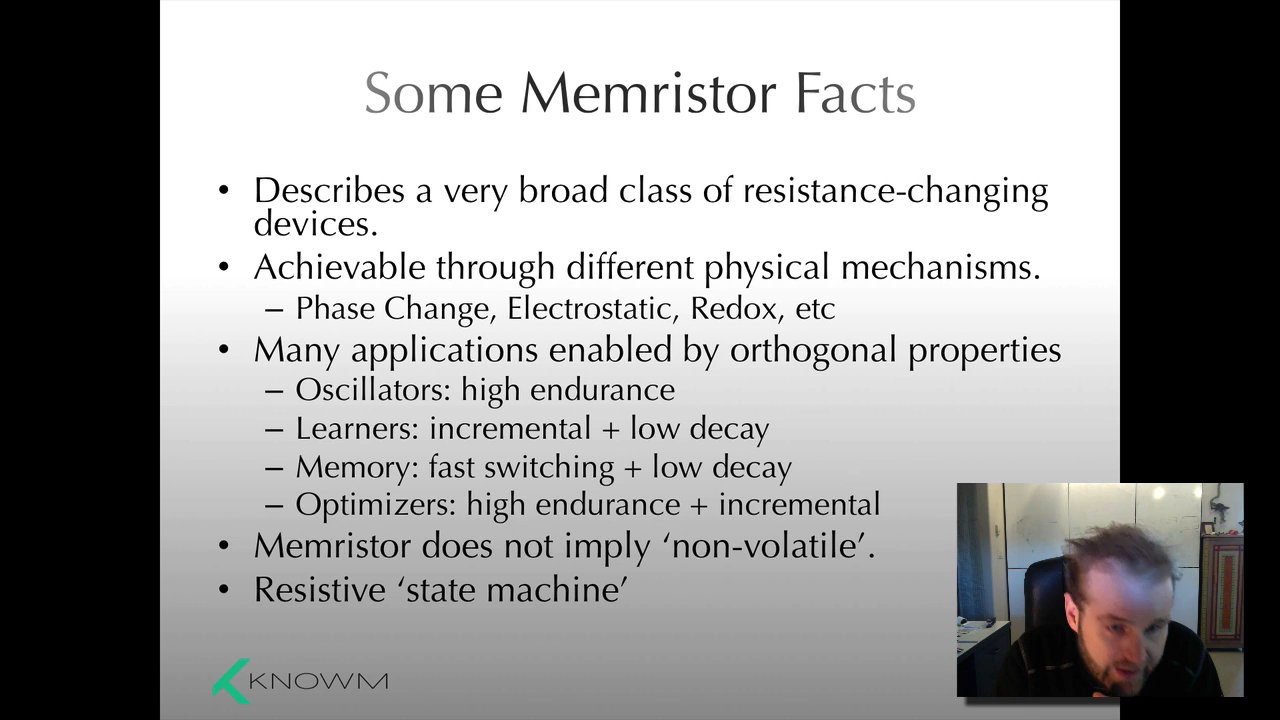 Some Memristor Facts
• Describes a very broad class of resistance-changing
devices.
• Achievable through different physical mechanisms.
– Phase Change, Electrostatic, Redox, etc
• Many applications enabled by orthogonal properties
– Oscillators: high endurance
– Learners: incremental + low decay
– Memory: fast switching + low decay
– Optimizers: high endurance + incremental
• Memristor does not imply ‘non-volatile’.
• Resistive ‘state machine’
KNOWM